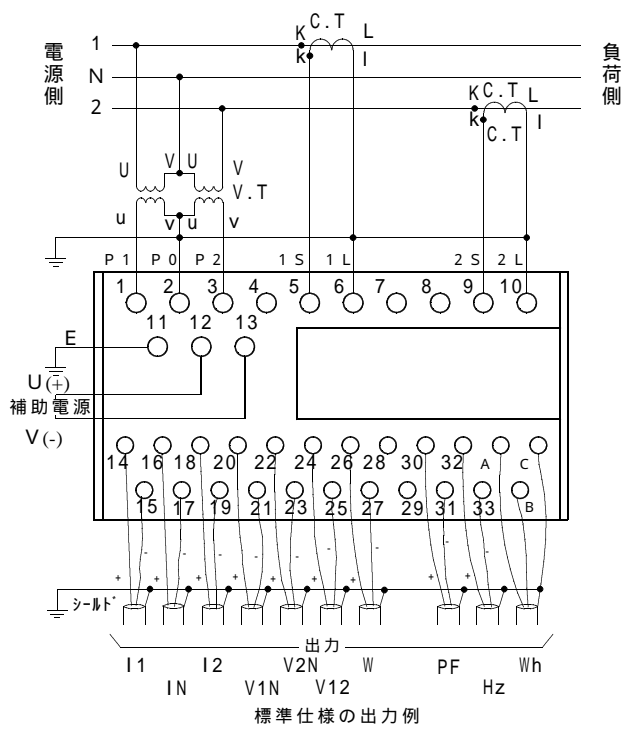 C.T
1 K L
k l
電源側
負荷側
N
K C.T L
2
k C.T l
U V U V
V.T
u v u v
P1 P0 P2 1S 1L 2S 2L
1 2 3 4 5 6 7 8 9 10
11 12 13
E
U(+)
補助電源
V(-)
14 16 18 20 22 24 26 28 30 32 A C
15 17 19 21 23 25 27 29 31 33 B
- - - - - - - - -
+ + + + + + + + +
シールド
出力
I1 I2 V2N W PF Wh
IN V1N V12 Hz
標準仕様の出力例